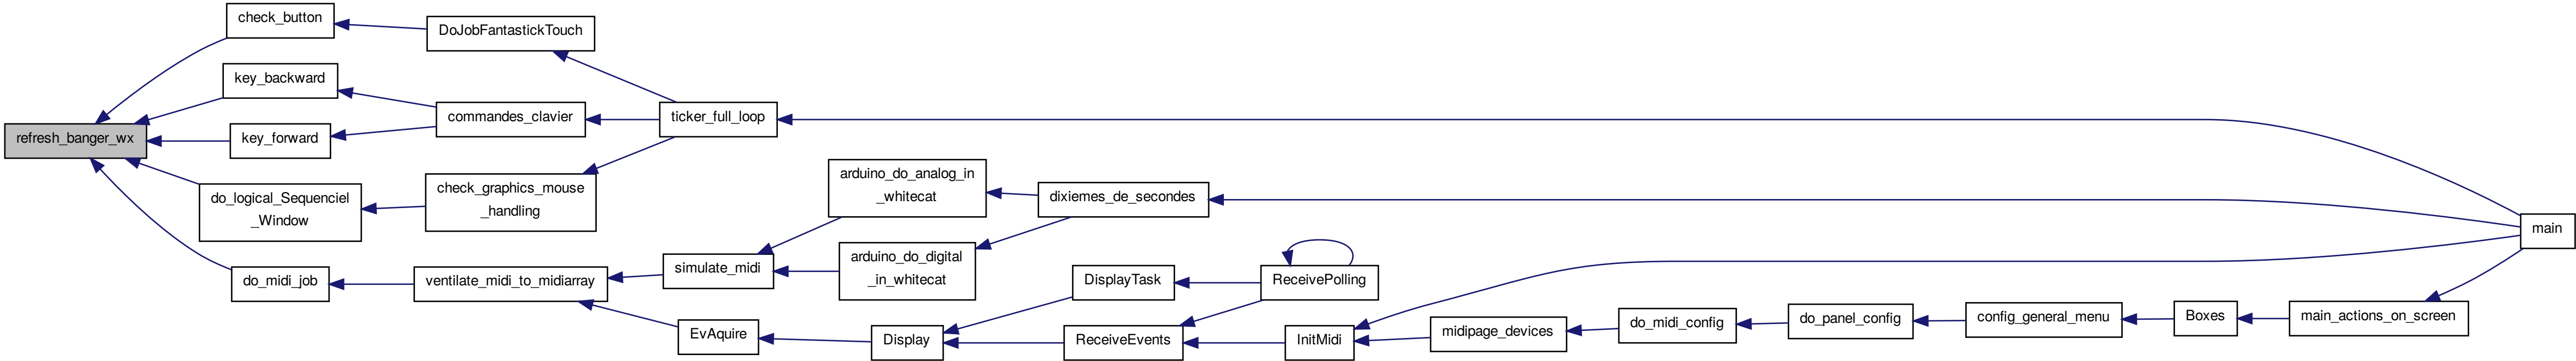 refresh_banger_wx
check_button
key_backward
key_forward
do_logical_Sequenciel
_Window
do_midi_job
DoJobFantastickTouch
commandes_clavier
check_graphics_mouse
_handling
ventilate_midi_to_midiarray
ticker_full_loop
simulate_midi
EvAquire
arduino_do_analog_in
_whitecat
arduino_do_digital
_in_whitecat
Display
dixiemes_de_secondes
DisplayTask
ReceiveEvents
ReceivePolling
InitMidi
midipage_devices
do_midi_config
do_panel_config
config_general_menu
Boxes
main_actions_on_screen
main